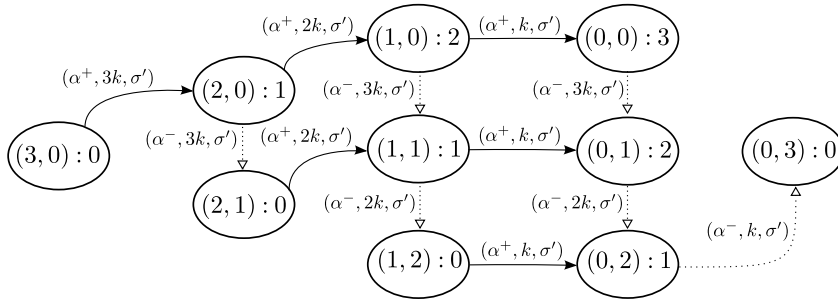 (α⁺, 2k, σ′)
(1, 0) : 2
(α⁺, k, σ′)
(0, 0) : 3
(α⁺, 3k, σ′)
(2, 0) : 1
(α⁻, 3k, σ′)
(α⁻, 3k, σ′)
(3, 0) : 0
(α⁻, 3k, σ′)
(α⁺, 2k, σ′)
(1, 1) : 1
(α⁺, k, σ′)
(0, 1) : 2
(0, 3) : 0
(2, 1) : 0
(α⁻, 2k, σ′)
(α⁻, 2k, σ′)
(α⁻, k, σ′)
(1, 2) : 0
(α⁺, k, σ′)
(0, 2) : 1